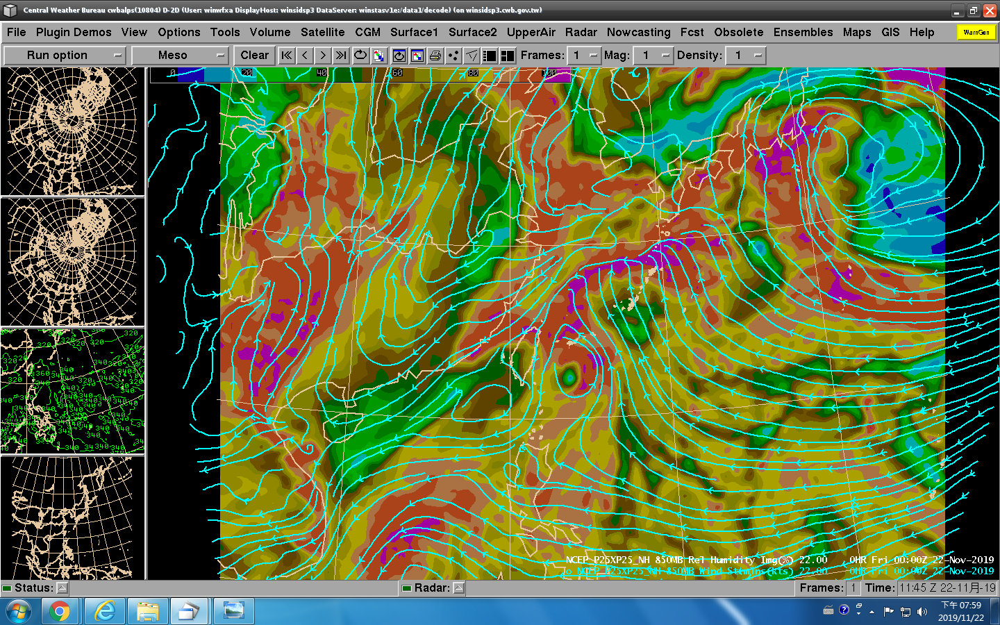 Central Weather Bureau cwbalps(10804) D-2D (User: winwfxa DisplayHost: winsidsp3 DataServer: winstasv1e:/data1/decode) (on winsidsp3.cwb.gov.tw)
File Plugin Demos View Options Tools Volume Satellite CGM Surface1 Surface2 UpperAir Radar Nowcasting Fcst Obsolete Ensembles Maps GIS Help WarnGen
Run option Meso Clear Frames: 1 Mag: 1 Density: 1
0 20 40 60 80 100
NCEP_P25XP25_NH 850MB Rel Humidity Img(%) 22.00 0HR Fri 00:00Z 22-Nov-2019
NCEP_P25XP25_NH 850MB Wind Stmlns(kts) 22.00 0HR Fri 00:00Z 22-Nov-2019
Status: Radar: Frames: 1 Time: 11:45 Z 22-11月-19
下午 07:59
2019/11/22